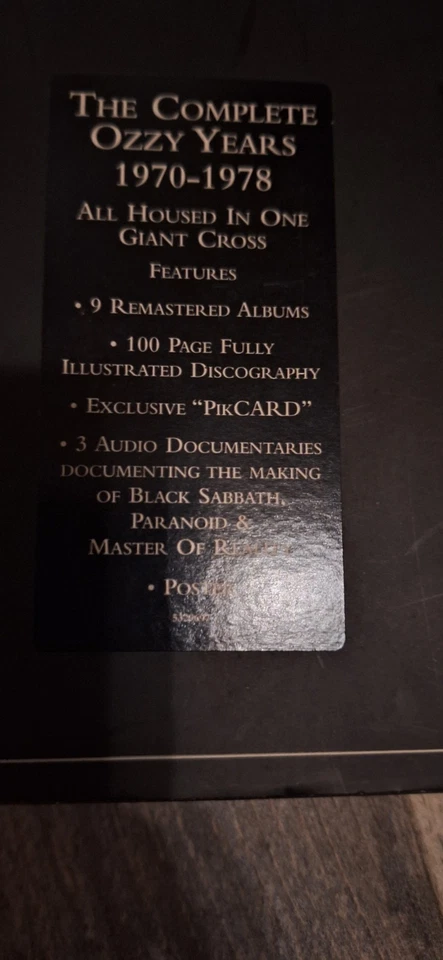 The Complete
Ozzy Years
1970-1978
All Housed In One
Giant Cross
Features
• 9 Remastered Albums
• 100 Page Fully
Illustrated Discography
• Exclusive “PikCARD”
• 3 Audio Documentaries
documenting the making
of Black Sabbath,
Paranoid &
Master Of
•